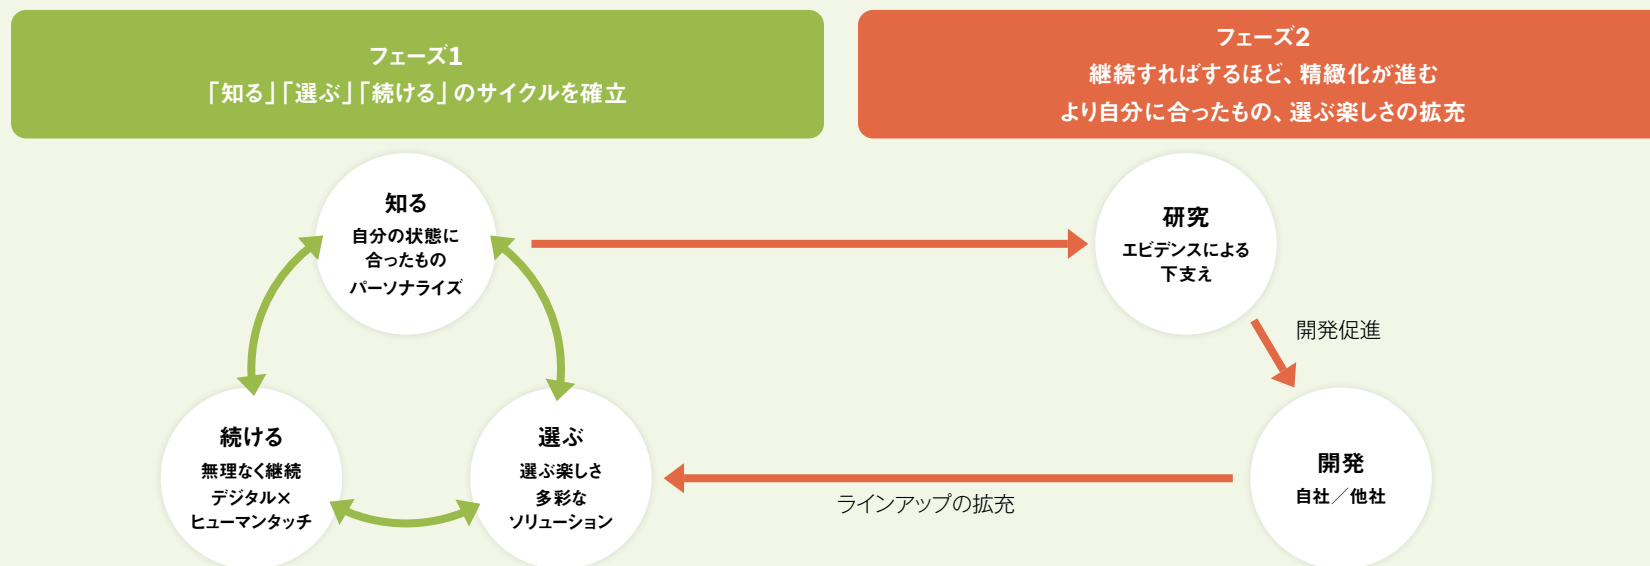 フェーズ1
「知る」「選ぶ」「続ける」のサイクルを確立
フェーズ2
継続すればするほど、精緻化が進む
より自分に合ったもの、選ぶ楽しさの拡充
知る
自分の状態に
合ったもの
パーソナライズ
研究
エビデンスによる
下支え
開発促進
続ける
無理なく継続
デジタル×
ヒューマンタッチ
選ぶ
選ぶ楽しさ
多彩な
ソリューション
ラインアップの拡充
開発
自社／他社